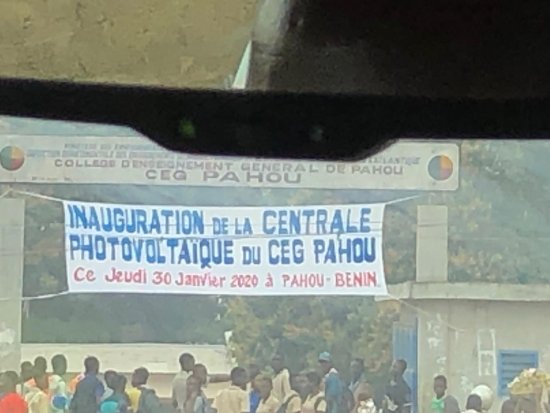 COLLEGE D'ENSEIGNEMENT GENERAL DE PAHOU
CEG PAHOU
INAUGURATION DE LA CENTRALE
PHOTOVOLTAÏQUE DU CEG PAHOU
Ce Jeudi 30 Janvier 2020 à PAHOU - BENIN